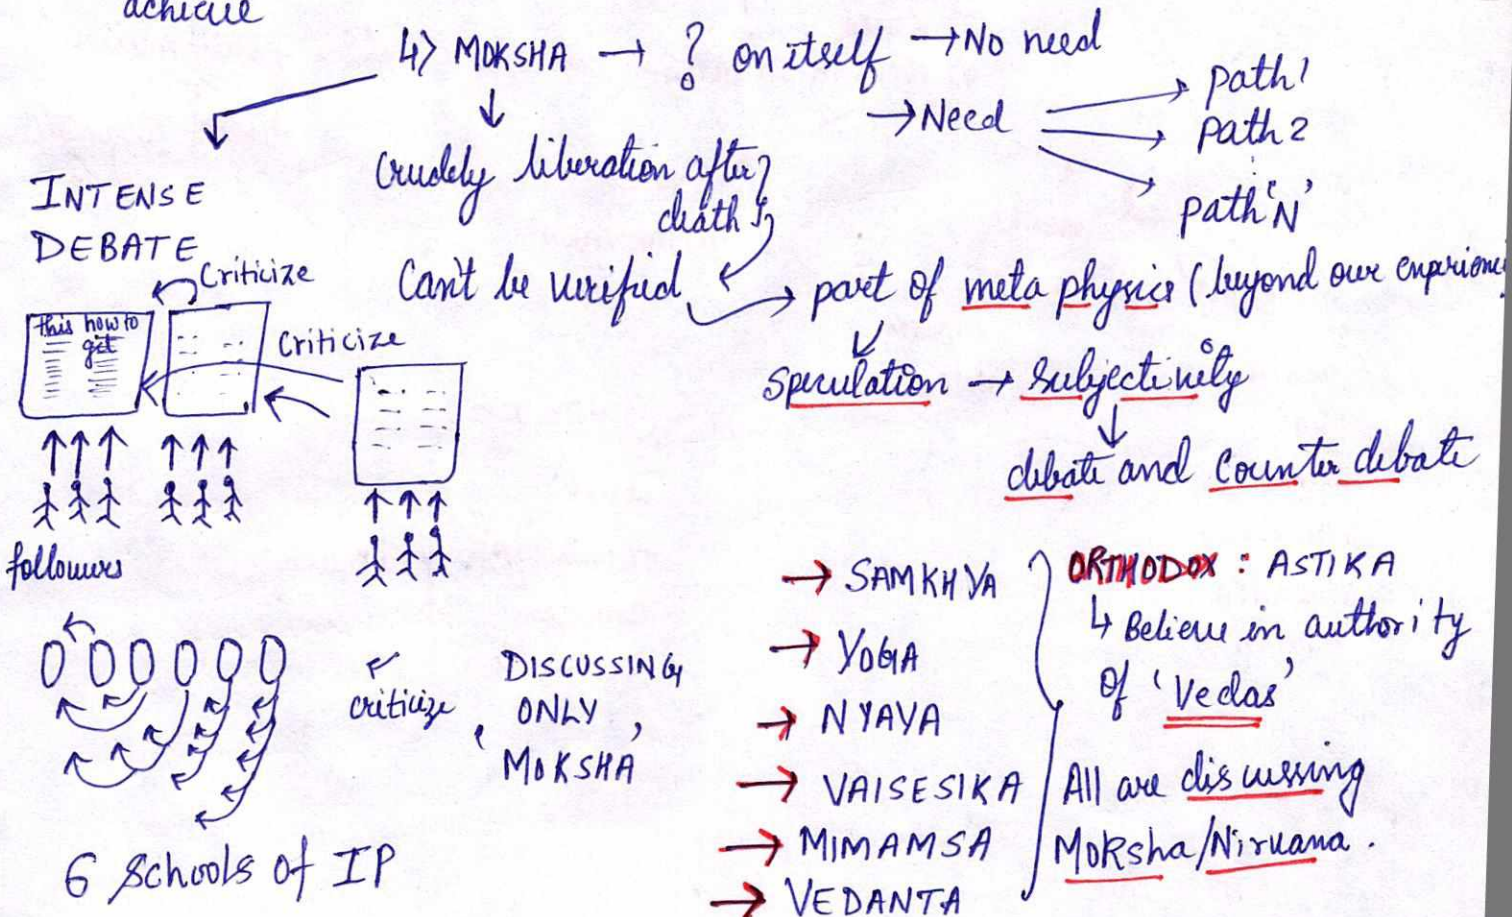 achieve
4> MOKSHA → ? on itself → No need
→ Need
Path 1
Path 2
Path 'N'
Crudely liberation after
death
INTENSE
DEBATE
Can't be verified → part of meta physics (beyond our
Criticize
this how to
get
Criticize
Speculation → Subjectivity
debate and Counter debate
followers
→ SAMKHYA
→ YOGA
→ NYAYA
→ VAISESIKA
→ MIMAMSA
→ VEDANTA
ORTHODOX : ASTIKA
↳ Believe in authority
of 'Vedas'
All are discussing
Moksha/Nirvana.
criticize
DISCUSSING
ONLY
'MOKSHA'
6 Schools of IP